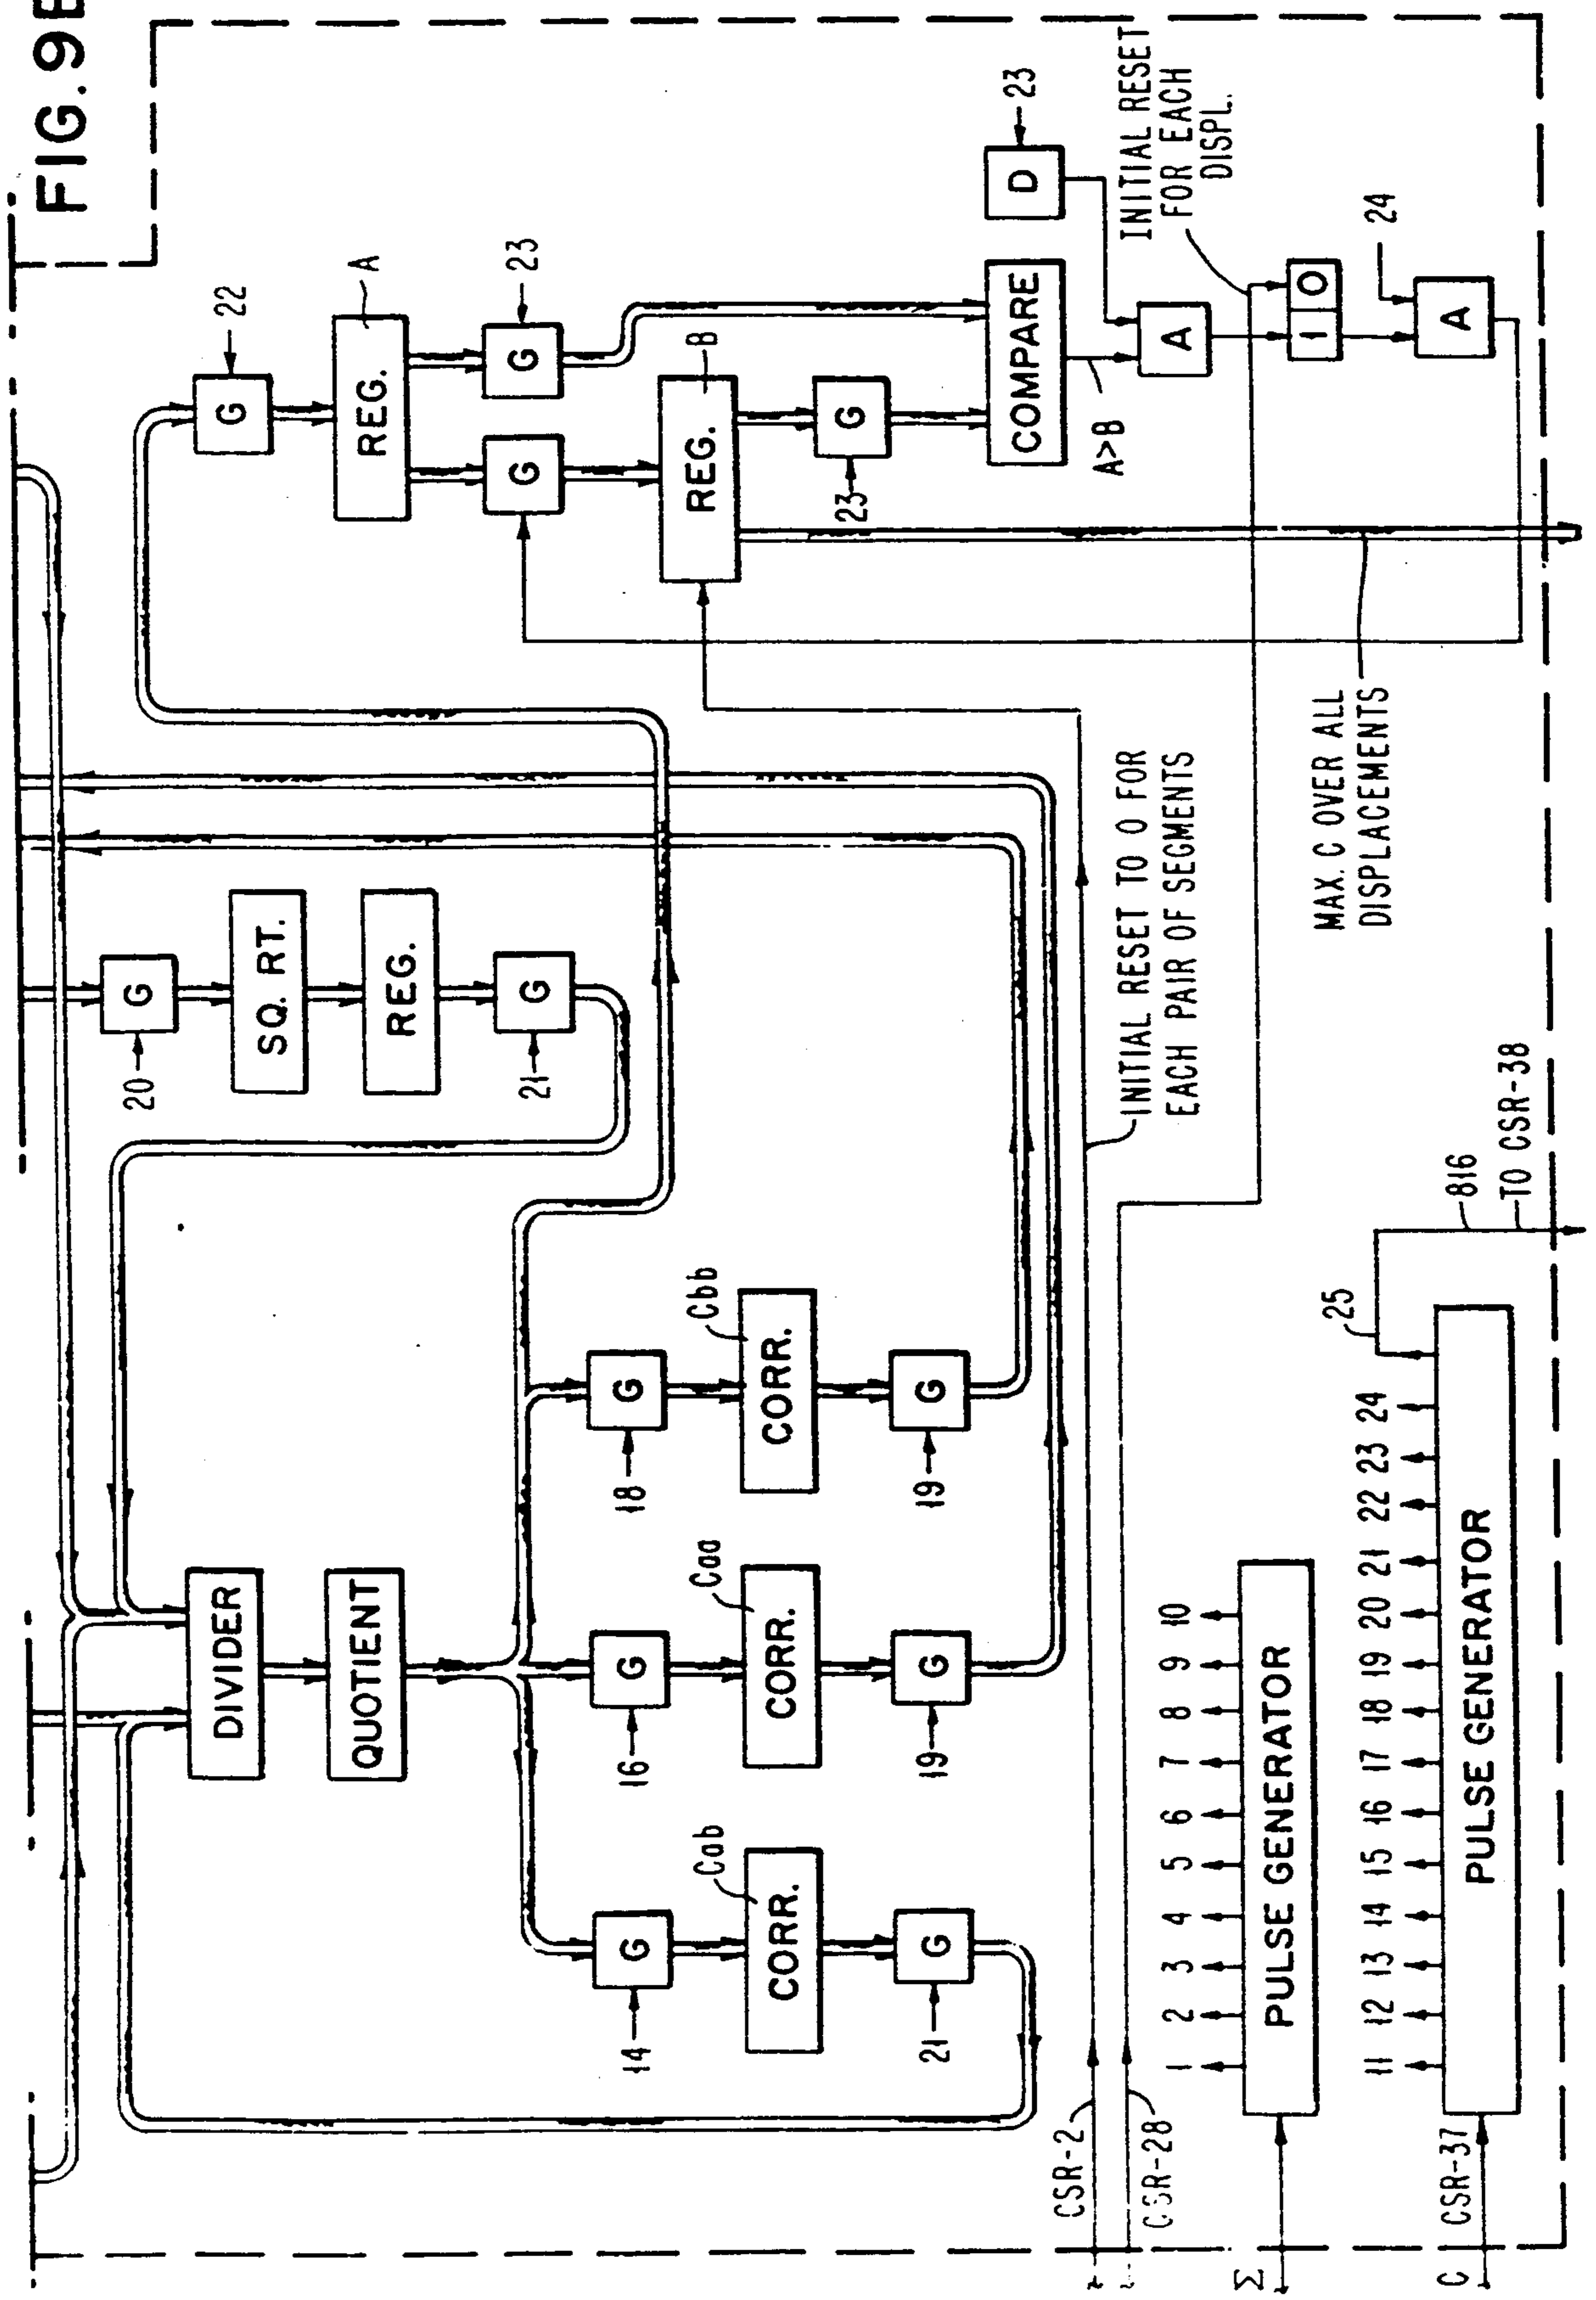 FIG. 9E
20
G
SQ. RT.
REG.
G
21
G
22
REG.
A
G
G
23
REG.
B
G
23
COMPARE
D
23
A>B
A
INITIAL RESET
FOR EACH
DISPL.
1 0
24
A
DIVIDER
QUOTIENT
14
G
Cab
CORR.
21
G
16
G
Caa
CORR.
19
G
18
G
Cbb
CORR.
19
G
CSR-2
CSR-28
INITIAL RESET TO 0 FOR
EACH PAIR OF SEGMENTS
MAX. C OVER ALL
DISPLACEMENTS
1 2 3 4 5 6 7 8 9 10
Σ
PULSE GENERATOR
11 12 13 14 15 16 17 18 19 20 21 22 23 24 25
C
CSR-37
PULSE GENERATOR
816
TO CSR-38